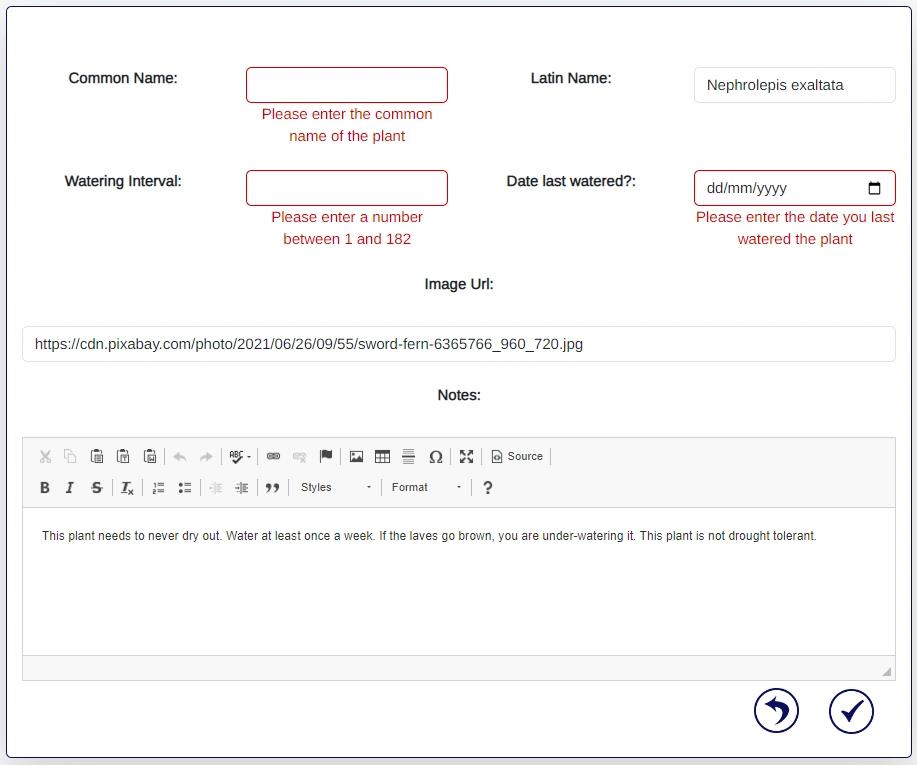 Common Name:
Latin Name:
Nephrolepis exaltata
Please enter the common
name of the plant
Watering Interval:
Date last watered?:
dd/mm/yyyy
Please enter a number
between 1 and 182
Please enter the date you last
watered the plant
Image Url:
https://cdn.pixabay.com/photo/2021/06/26/09/55/sword-fern-6365766_960_720.jpg
Notes:
ABC Ω Source
B I S Tx Styles Format ?
This plant needs to never dry out. Water at least once a week. If the laves go brown, you are under-watering it. This plant is not drought tolerant.